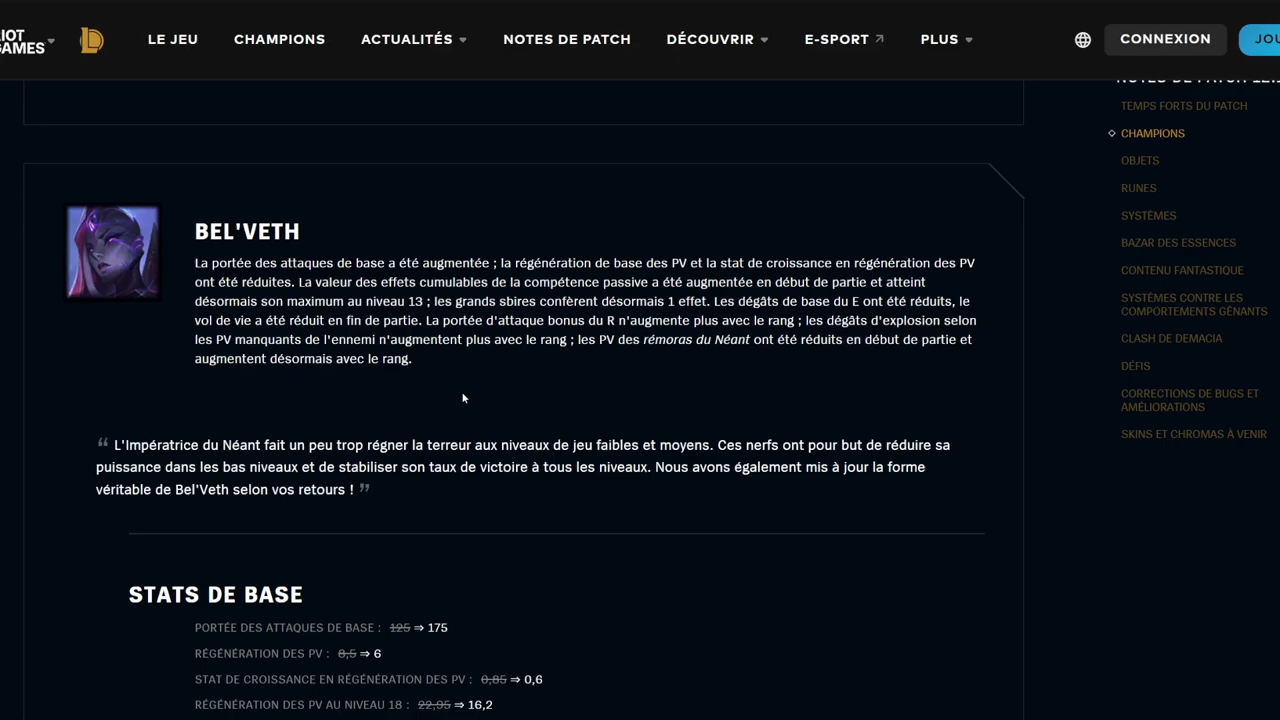 RIOT
GAMES
LE JEU
CHAMPIONS
ACTUALITÉS
NOTES DE PATCH
DÉCOUVRIR
E-SPORT
PLUS
CONNEXION
BEL'VETH
La portée des attaques de base a été augmentée ; la régénération de base des PV et la stat de croissance en régénération des PV
ont été réduites. La valeur des effets cumulables de la compétence passive a été augmentée en début de partie et atteint
désormais son maximum au niveau 13 ; les grands sbires confèrent désormais 1 effet. Les dégâts de base du E ont été réduits, le
vol de vie a été réduit en fin de partie. La portée d'attaque bonus du R n'augmente plus avec le rang ; les dégâts d'explosion selon
les PV manquants de l'ennemi n'augmentent plus avec le rang ; les PV des rémoras du Néant ont été réduits en début de partie et
augmentent désormais avec le rang.
“ L'Impératrice du Néant fait un peu trop régner la terreur aux niveaux de jeu faibles et moyens. Ces nerfs ont pour but de réduire sa
puissance dans les bas niveaux et de stabiliser son taux de victoire à tous les niveaux. Nous avons également mis à jour la forme
véritable de Bel'Veth selon vos retours ! ”
STATS DE BASE
PORTÉE DES ATTAQUES DE BASE : 125 ⇒ 175
RÉGÉNÉRATION DES PV : 8,5 ⇒ 6
STAT DE CROISSANCE EN RÉGÉNÉRATION DES PV : 0,85 ⇒ 0,6
RÉGÉNÉRATION DES PV AU NIVEAU 18 : 22,95 ⇒ 16,2
NOTES DE PATCH
TEMPS FORTS DU PATCH
CHAMPIONS
OBJETS
RUNES
SYSTÈMES
BAZAR DES ESSENCES
CONTENU FANTASTIQUE
SYSTÈMES CONTRE LES
COMPORTEMENTS GÊNANTS
CLASH DE DEMACIA
DÉFIS
CORRECTIONS DE BUGS ET
AMÉLIORATIONS
SKINS ET CHROMAS À VENIR